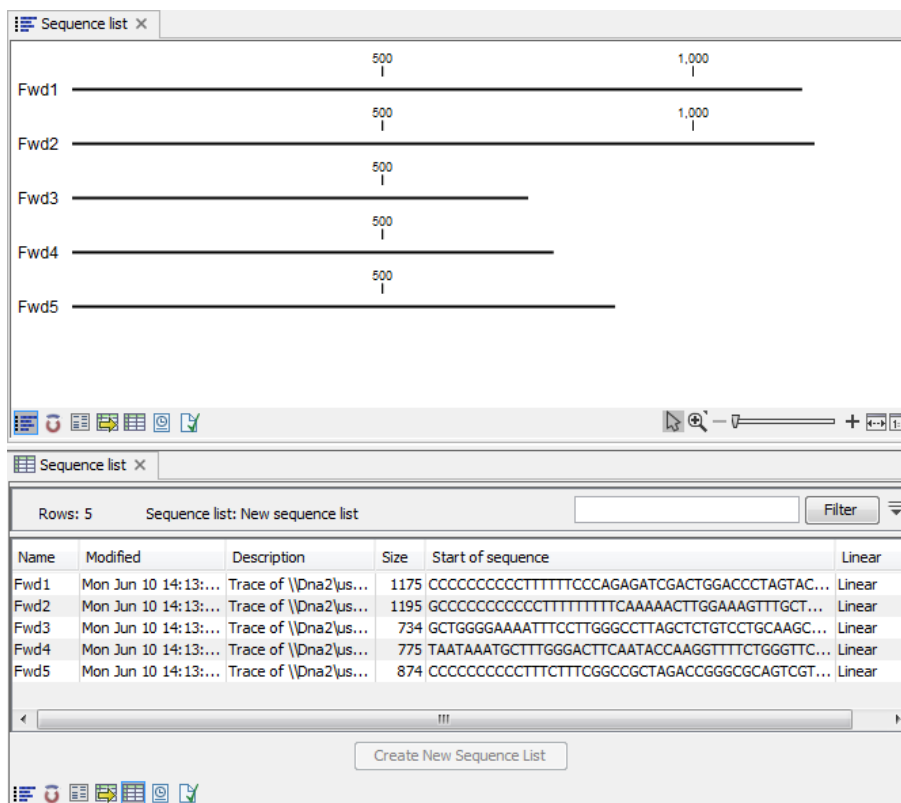 Sequence list
500 1,000
Fwd1
500 1,000
Fwd2
500
Fwd3
500
Fwd4
500
Fwd5
1:
Sequence list
Rows: 5 Sequence list: New sequence list Filter
Name Modified Description Size Start of sequence Linear
Fwd1 Mon Jun 10 14:13:... Trace of \\Dna2\us... 1175 CCCCCCCCCCTTTTTTCCCAGAGATCGACTGGACCCTAGTAC... Linear
Fwd2 Mon Jun 10 14:13:... Trace of \\Dna2\us... 1195 GCCCCCCCCCCCTTTTTTTTTCAAAAACTTGGAAAGTTTGCT... Linear
Fwd3 Mon Jun 10 14:13:... Trace of \\Dna2\us... 734 GCTGGGGAAAATTTCCTTGGGCCTTAGCTCTGTCCTGCAAGC... Linear
Fwd4 Mon Jun 10 14:13:... Trace of \\Dna2\us... 775 TAATAAATGCTTTGGGACTTCAATACCAAGGTTTTCTGGGTTC... Linear
Fwd5 Mon Jun 10 14:13:... Trace of \\Dna2\us... 874 CCCCCCCCCCTTTCTTTCGGCCGCTAGACCGGGCGCAGTCGT... Linear
Create New Sequence List